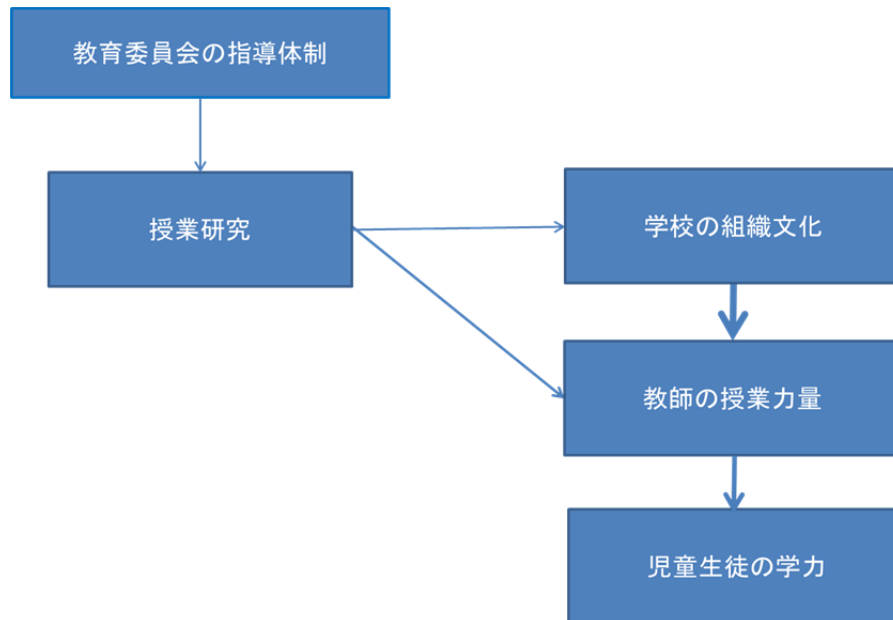 教育委員会の指導体制
授業研究
学校の組織文化
教師の授業力量
児童生徒の学力